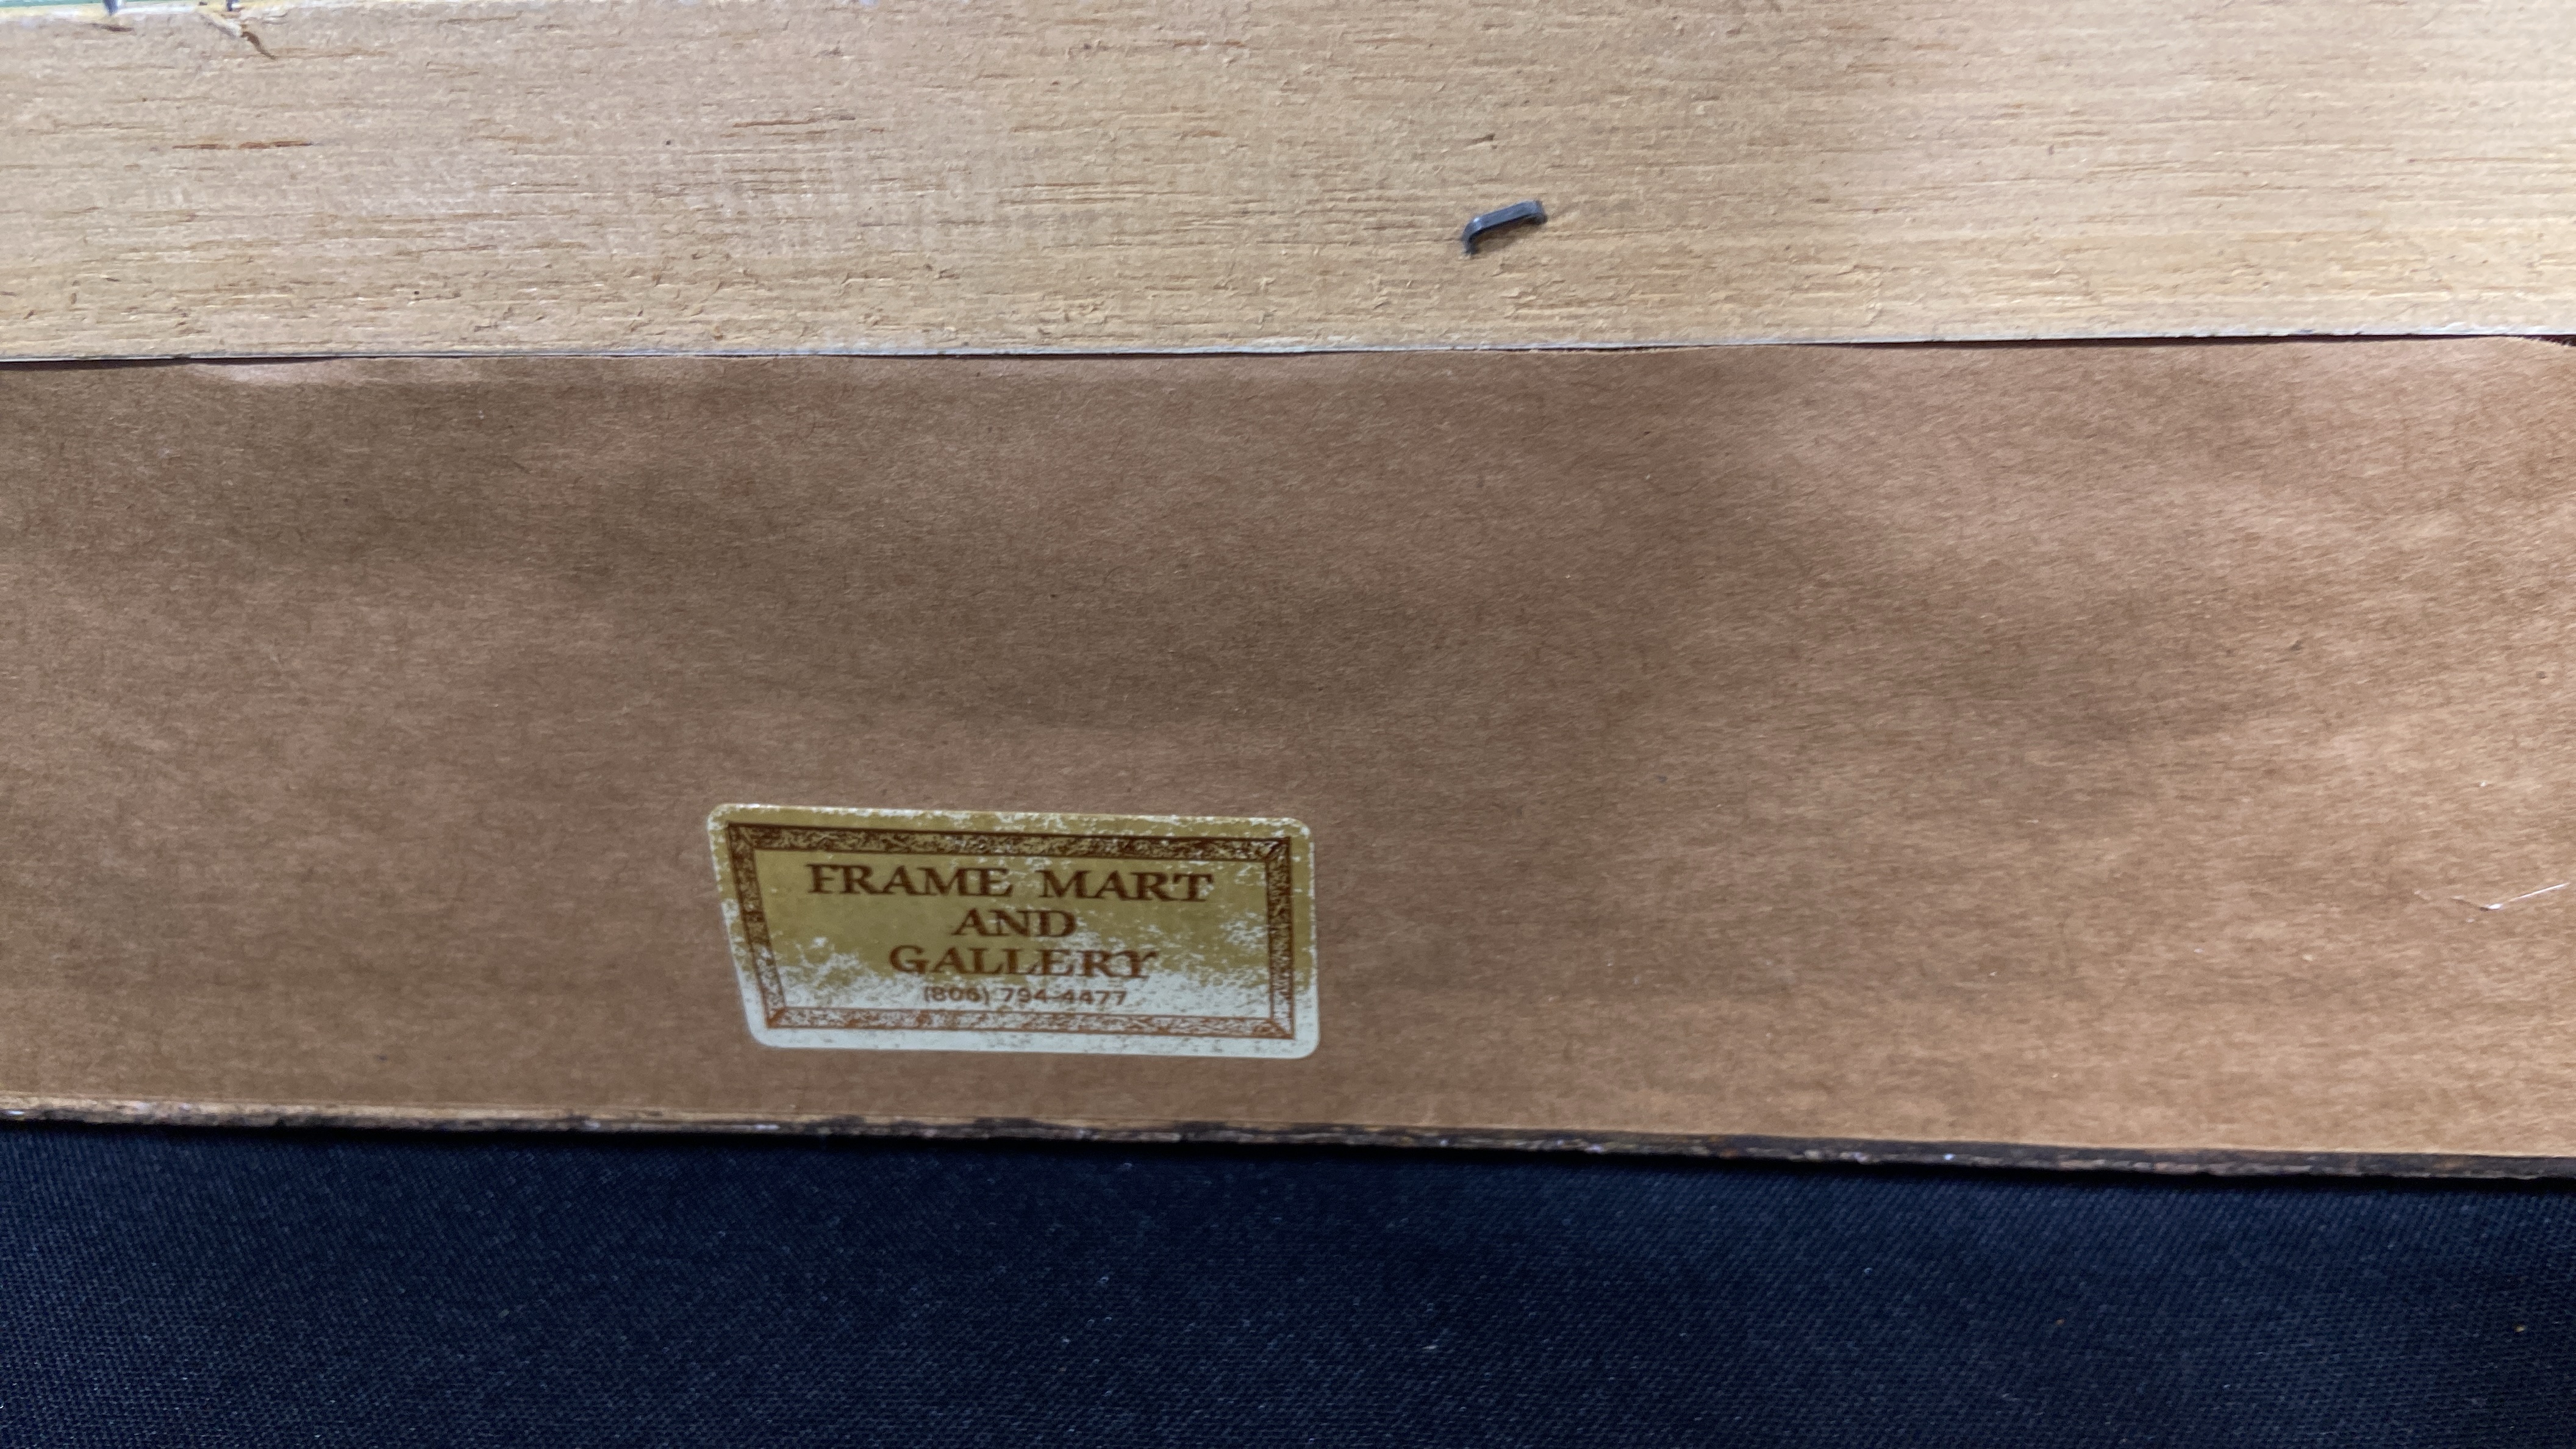 FRAME MART
AND
GALLERY
(806) 794-4477